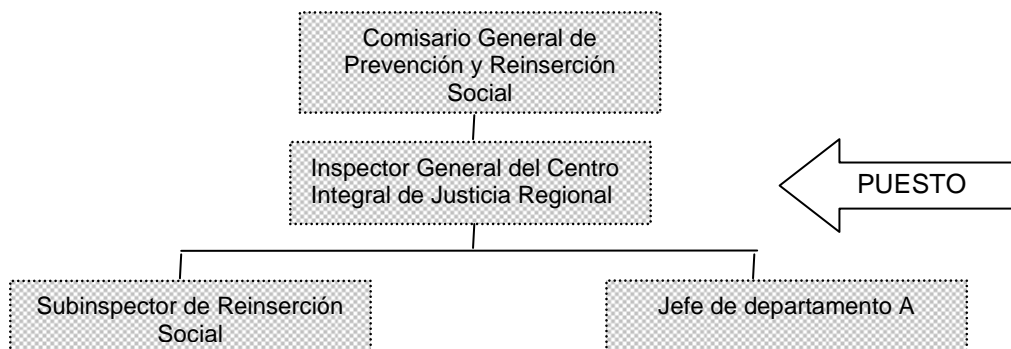 Comisario General de
Prevención y Reinserción
Social
Inspector General del Centro
Integral de Justicia Regional
PUESTO
Subinspector de Reinserción
Social
Jefe de departamento A